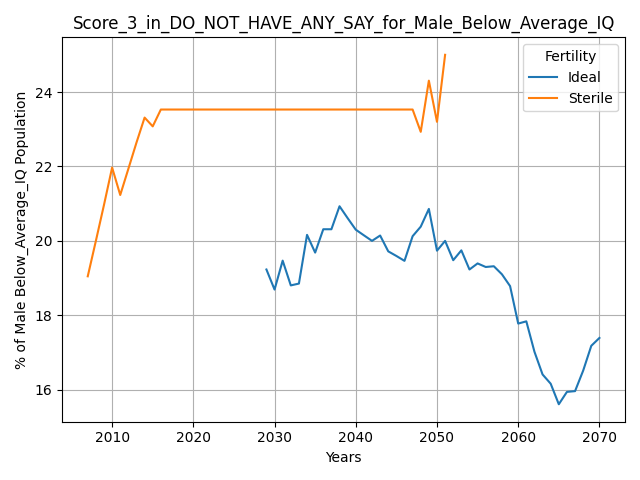 Score_3_in_DO_NOT_HAVE_ANY_SAY_for_Male_Below_Average_IQ
Fertility
Ideal
Sterile
% of Male Below_Average_IQ Population
24
22
20
18
16
2010
2020
2030
2040
2050
2060
2070
Years